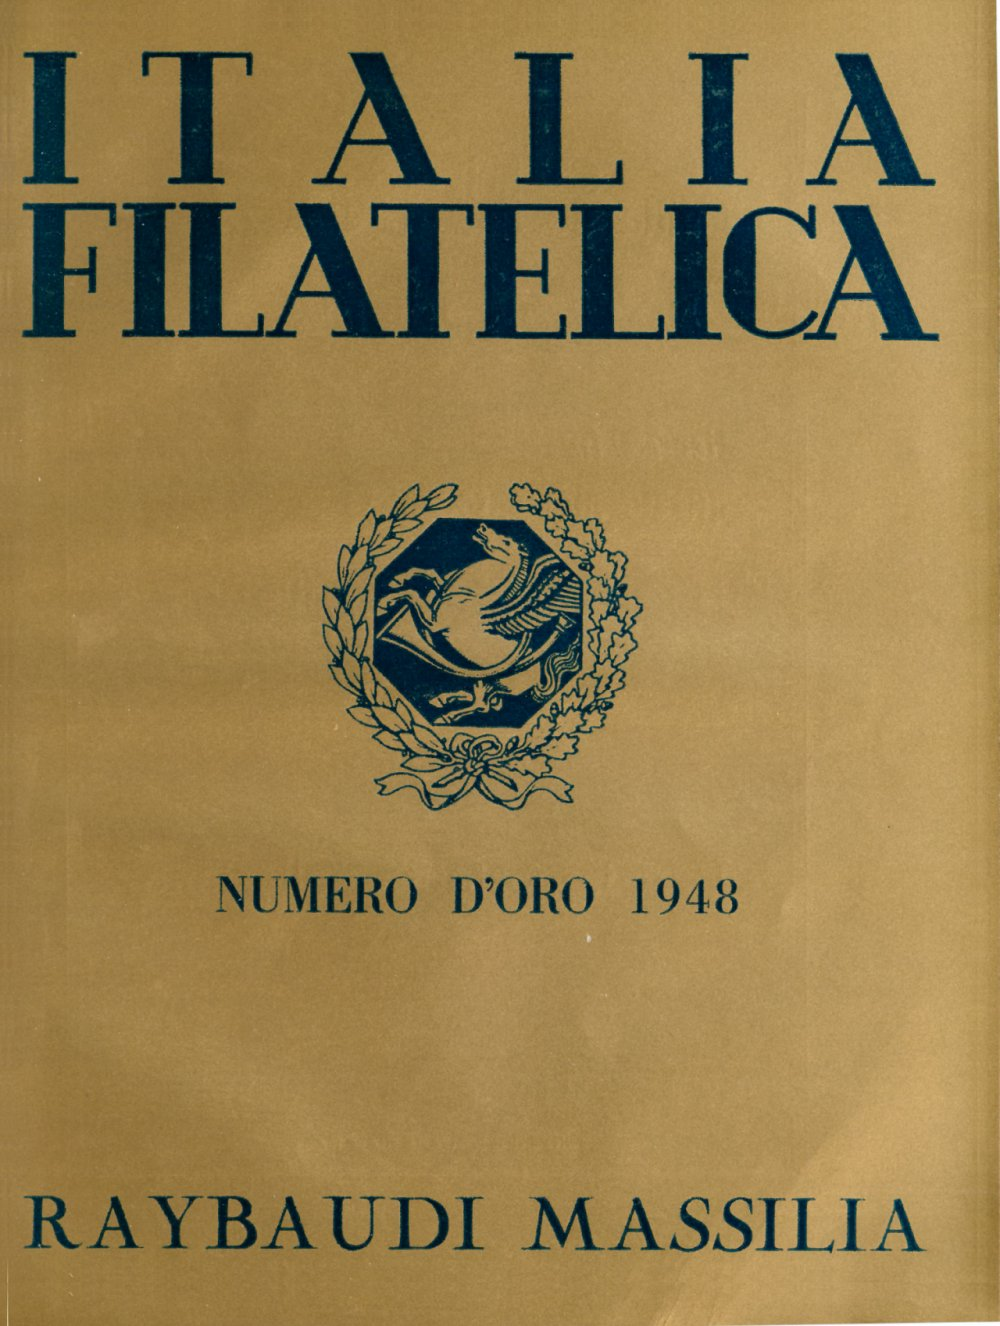 ITALIA
FILATELICA
NUMERO D'ORO 1948
RAYBAUDI MASSILIA